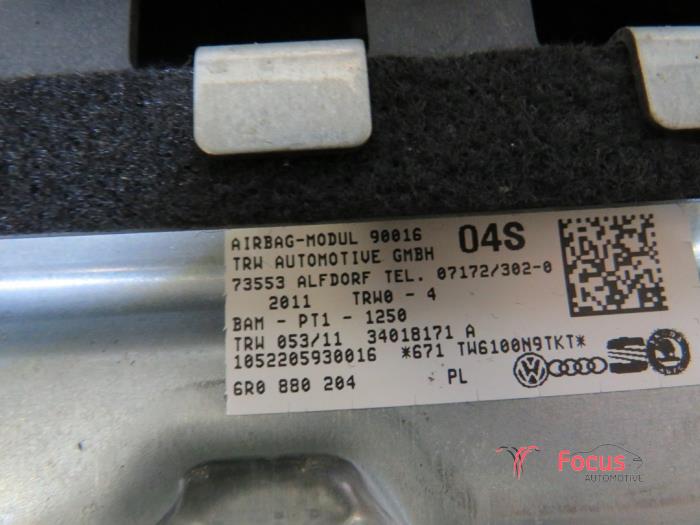 AIRBAG-MODUL 90016 04S
TRW AUTOMOTIVE GMBH
73553 ALFDORF TEL. 07172/302-0
2011 TRW0 - 4
BAM - PT1 - 1250
TRW 053/11 34018171 A
1052205930016 *671 TW6100N9TKT*
6R0 880 204 PL
Focus
AUTOMOTIVE